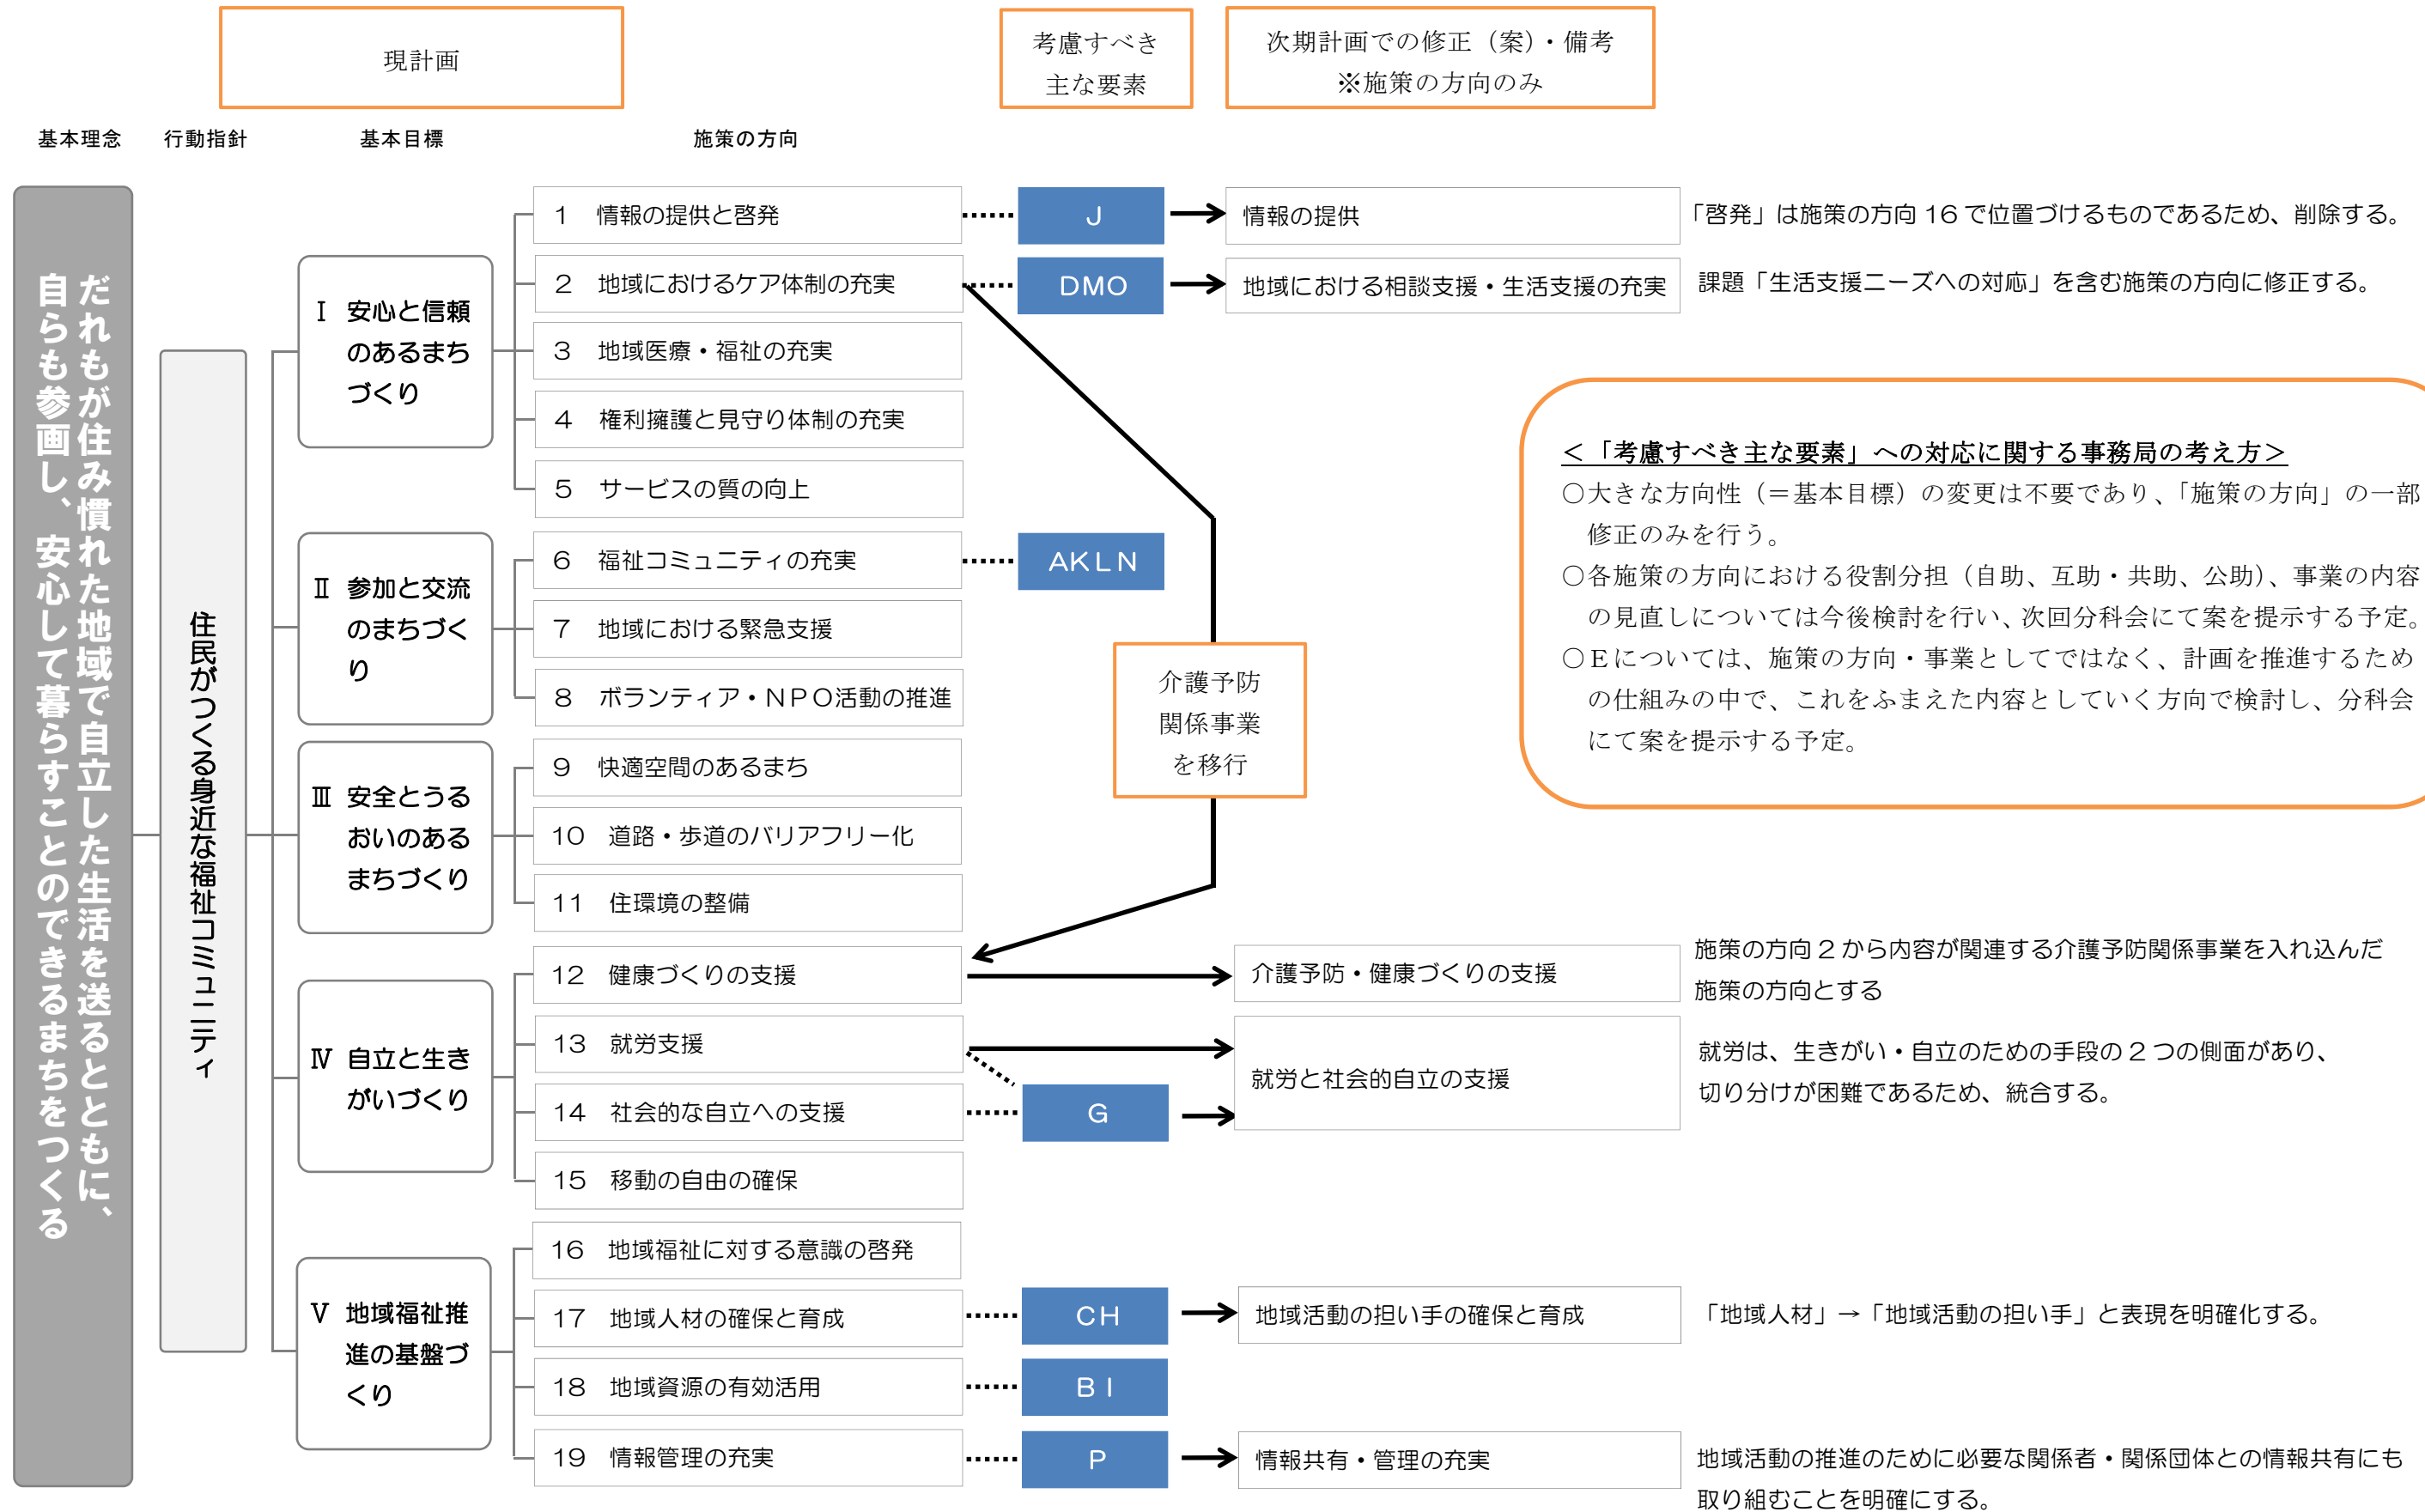 現計画
考慮すべき
主な要素
次期計画での修正（案）・備考
※施策の方向のみ
基本理念
行動指針
基本目標
施策の方向
だれもが住み慣れた地域で自立した生活を送るとともに、
自らも参画し、安心して暮らすことのできるまちをつくる
住民がつくる身近な福祉コミュニティ
Ⅰ 安心と信頼
のあるまち
づくり
1 情報の提供と啓発
J
情報の提供
「啓発」は施策の方向 16 で位置づけるものであるため、削除する。
2 地域におけるケア体制の充実
DMO
地域における相談支援・生活支援の充実
課題「生活支援ニーズへの対応」を含む施策の方向に修正する。
3 地域医療・福祉の充実
4 権利擁護と見守り体制の充実
5 サービスの質の向上
＜「考慮すべき主な要素」への対応に関する事務局の考え方＞
○大きな方向性（＝基本目標）の変更は不要であり、「施策の方向」の一部
修正のみを行う。
○各施策の方向における役割分担（自助、互助・共助、公助）、事業の内容
の見直しについては今後検討を行い、次回分科会にて案を提示する予定。
○Ｅについては、施策の方向・事業としてではなく、計画を推進するため
の仕組みの中で、これをふまえた内容としていく方向で検討し、分科会
にて案を提示する予定。
Ⅱ 参加と交流
のまちづく
り
6 福祉コミュニティの充実
AKLN
7 地域における緊急支援
8 ボランティア・ＮＰＯ活動の推進
介護予防
関係事業
を移行
Ⅲ 安全とうる
おいのある
まちづくり
9 快適空間のあるまち
10 道路・歩道のバリアフリー化
11 住環境の整備
Ⅳ 自立と生き
がいづくり
12 健康づくりの支援
介護予防・健康づくりの支援
施策の方向 2 から内容が関連する介護予防関係事業を入れ込んだ
施策の方向とする
13 就労支援
14 社会的な自立への支援
G
就労と社会的自立の支援
就労は、生きがい・自立のための手段の 2 つの側面があり、
切り分けが困難であるため、統合する。
15 移動の自由の確保
Ⅴ 地域福祉推
進の基盤づ
くり
16 地域福祉に対する意識の啓発
17 地域人材の確保と育成
CH
地域活動の担い手の確保と育成
「地域人材」→「地域活動の担い手」と表現を明確化する。
18 地域資源の有効活用
BI
19 情報管理の充実
P
情報共有・管理の充実
地域活動の推進のために必要な関係者・関係団体との情報共有にも
取り組むことを明確にする。